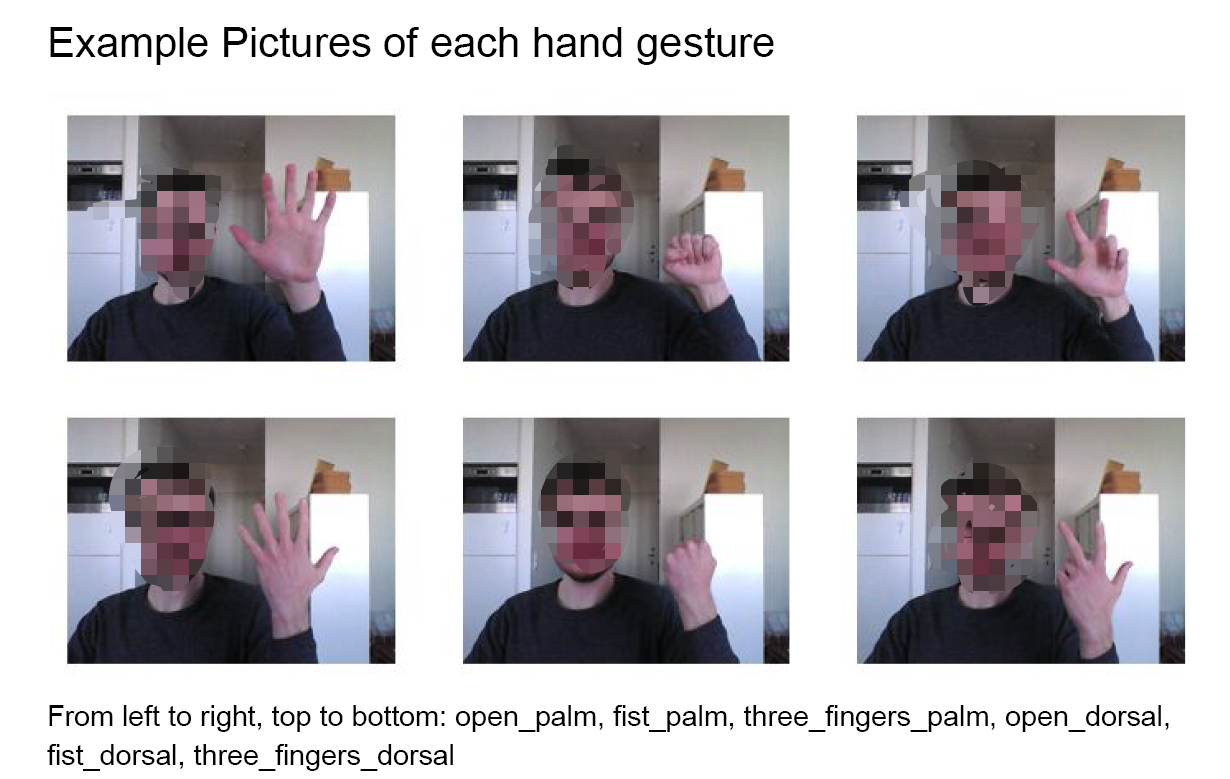 Example Pictures of each hand gesture
From left to right, top to bottom: open_palm, fist_palm, three_fingers_palm, open_dorsal,
fist_dorsal, three_fingers_dorsal